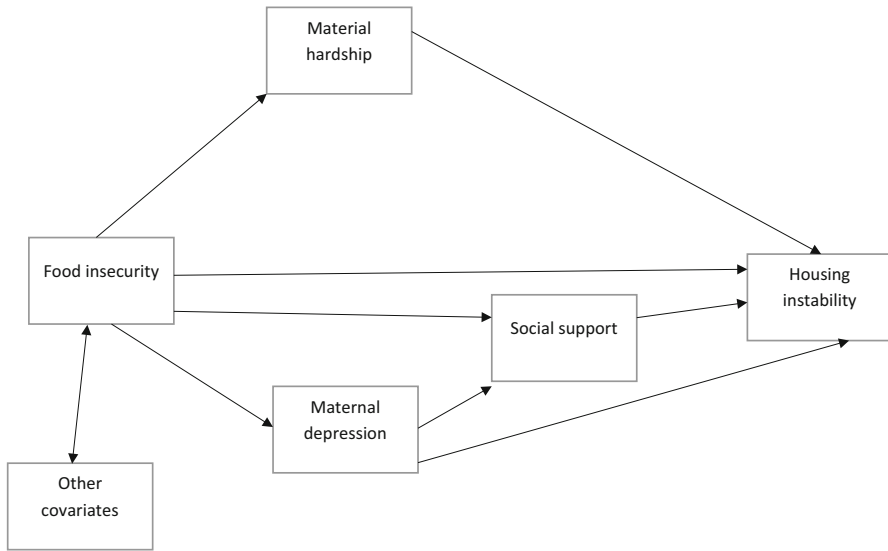 Material
hardship
Food insecurity
Housing
instability
Social support
Maternal
depression
Other
covariates